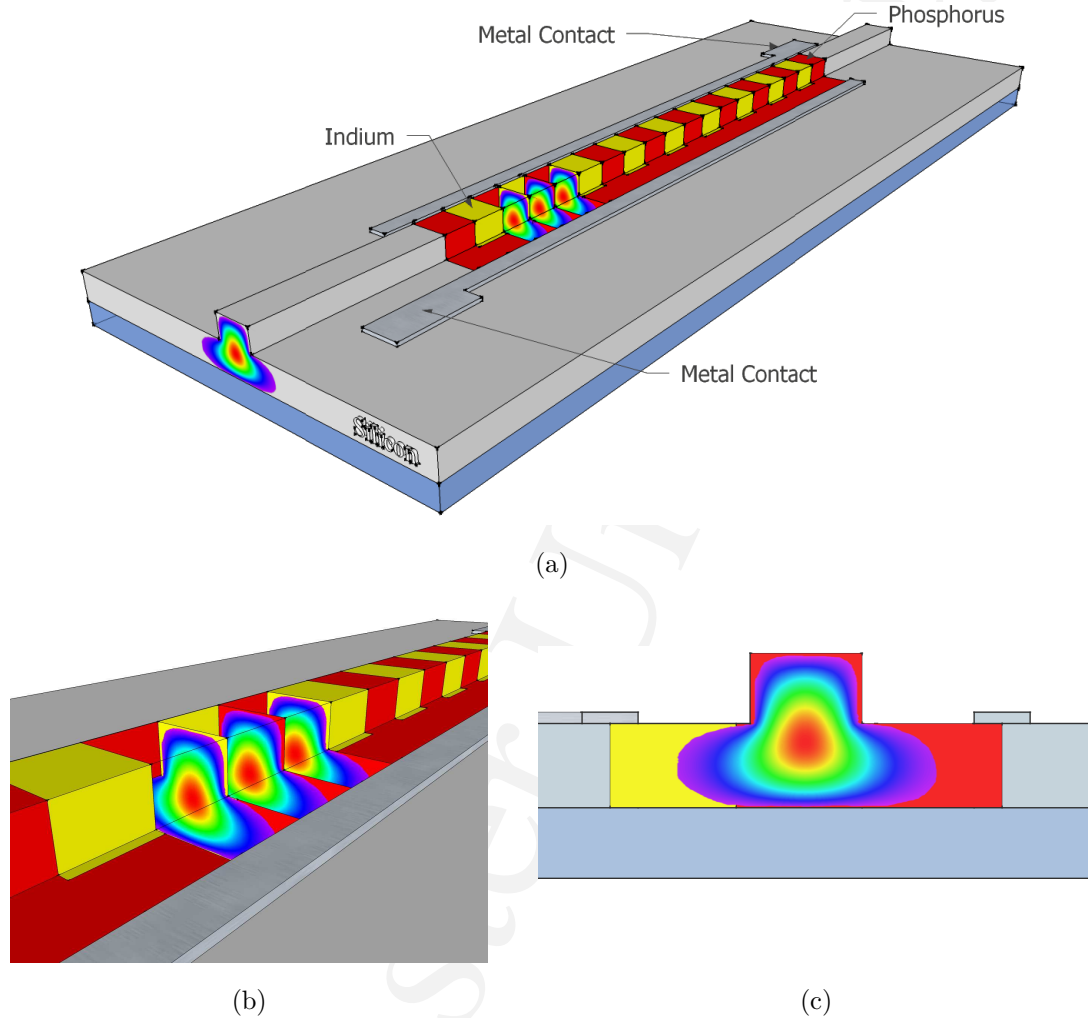 Metal Contact
Phosphorus
Indium
Metal Contact
Silicon
(a)
(b)
(c)